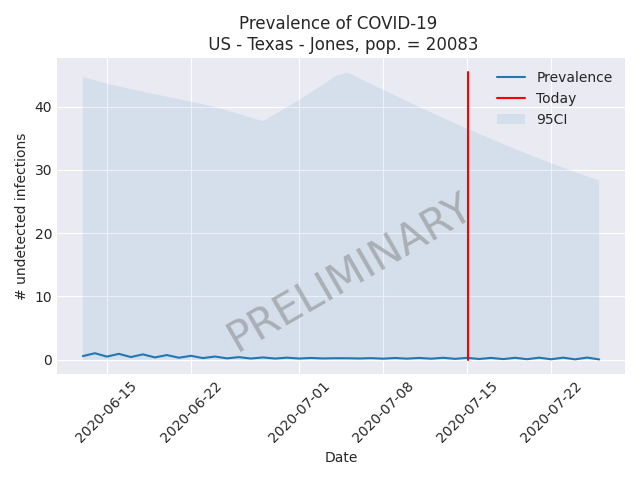 Prevalence of COVID-19
US - Texas - Jones, pop. = 20083
Prevalence
Today
95CI
# undetected infections
40
30
20
10
0
PRELIMINARY
2020-06-15
2020-06-22
2020-07-01
2020-07-08
2020-07-15
2020-07-22
Date